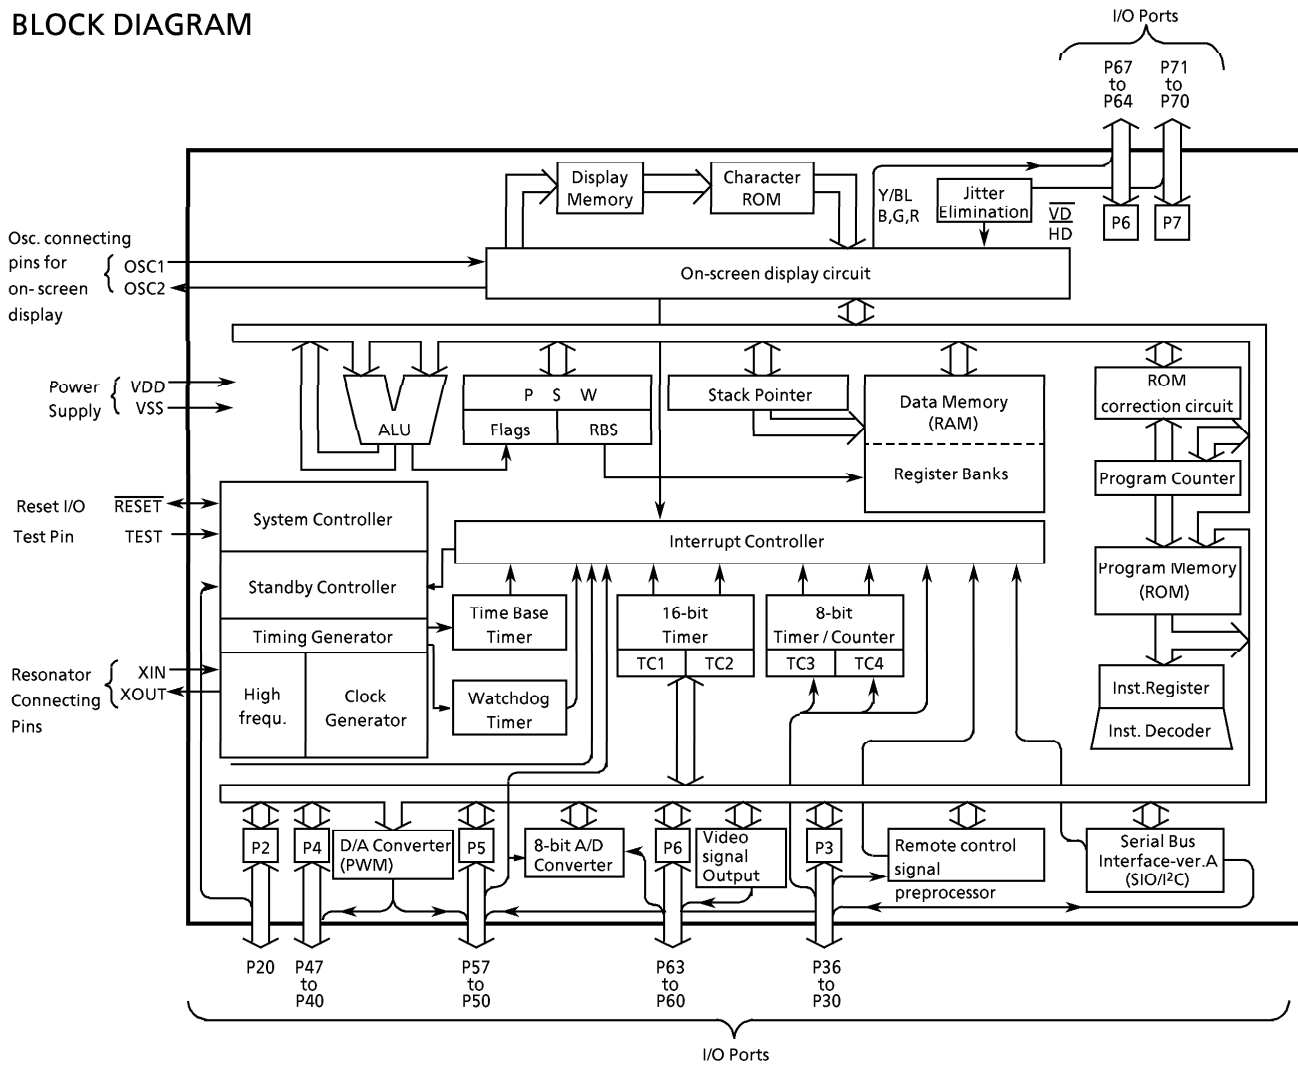 BLOCK DIAGRAM
I/O Ports
P67
to
P64
P71
to
P70
Display
Memory
Character
ROM
Y/BL
B,G,R
Jitter
Elimination
VD
HD
P6
P7
Osc. connecting
pins for
on- screen
display
OSC1
OSC2
On-screen display circuit
Power
Supply
VDD
VSS
ALU
P S W
Flags
RBS
Stack Pointer
Data Memory
(RAM)
Register Banks
ROM
correction circuit
Program Counter
Program Memory
(ROM)
Inst.Register
Inst. Decoder
Reset I/O
RESET
Test Pin
TEST
System Controller
Standby Controller
Timing Generator
High
frequ.
Clock
Generator
Resonator
Connecting
Pins
XIN
XOUT
Interrupt Controller
Time Base
Timer
Watchdog
Timer
16-bit
Timer
TC1
TC2
8-bit
Timer / Counter
TC3
TC4
P2
P4
D/A Converter
(PWM)
P5
8-bit A/D
Converter
P6
Video
signal
Output
P3
Remote control
signal
preprocessor
Serial Bus
Interface-ver.A
(SIO/I²C)
P20
P47
to
P40
P57
to
P50
P63
to
P60
P36
to
P30
I/O Ports